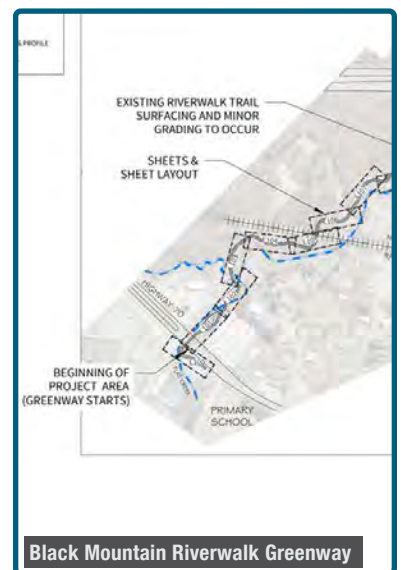 & PROFILE
EXISTING RIVERWALK TRAIL
SURFACING AND MINOR
GRADING TO OCCUR
SHEETS &
SHEET LAYOUT
HIGHWAY 70
BEGINNING OF
PROJECT AREA
(GREENWAY STARTS)
PRIMARY
SCHOOL
Black Mountain Riverwalk Greenway